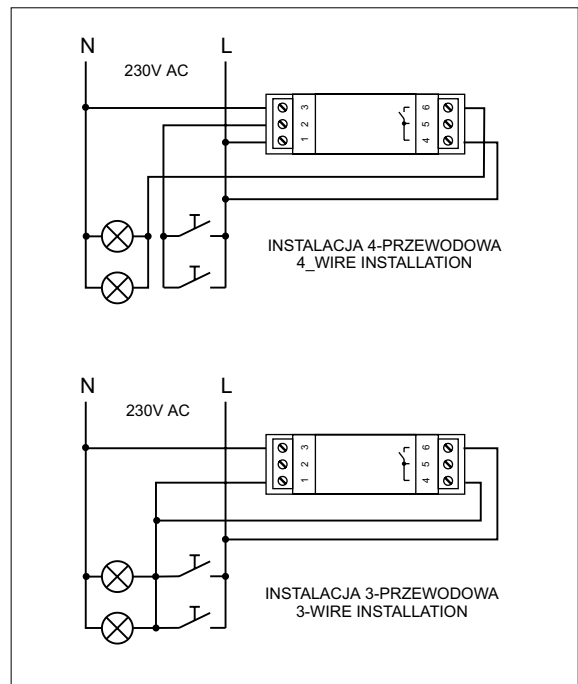 N L
230V AC
3 6
2 5
1 4
INSTALACJA 4-PRZEWODOWA
4_WIRE INSTALLATION
N L
230V AC
3 6
2 5
1 4
INSTALACJA 3-PRZEWODOWA
3-WIRE INSTALLATION